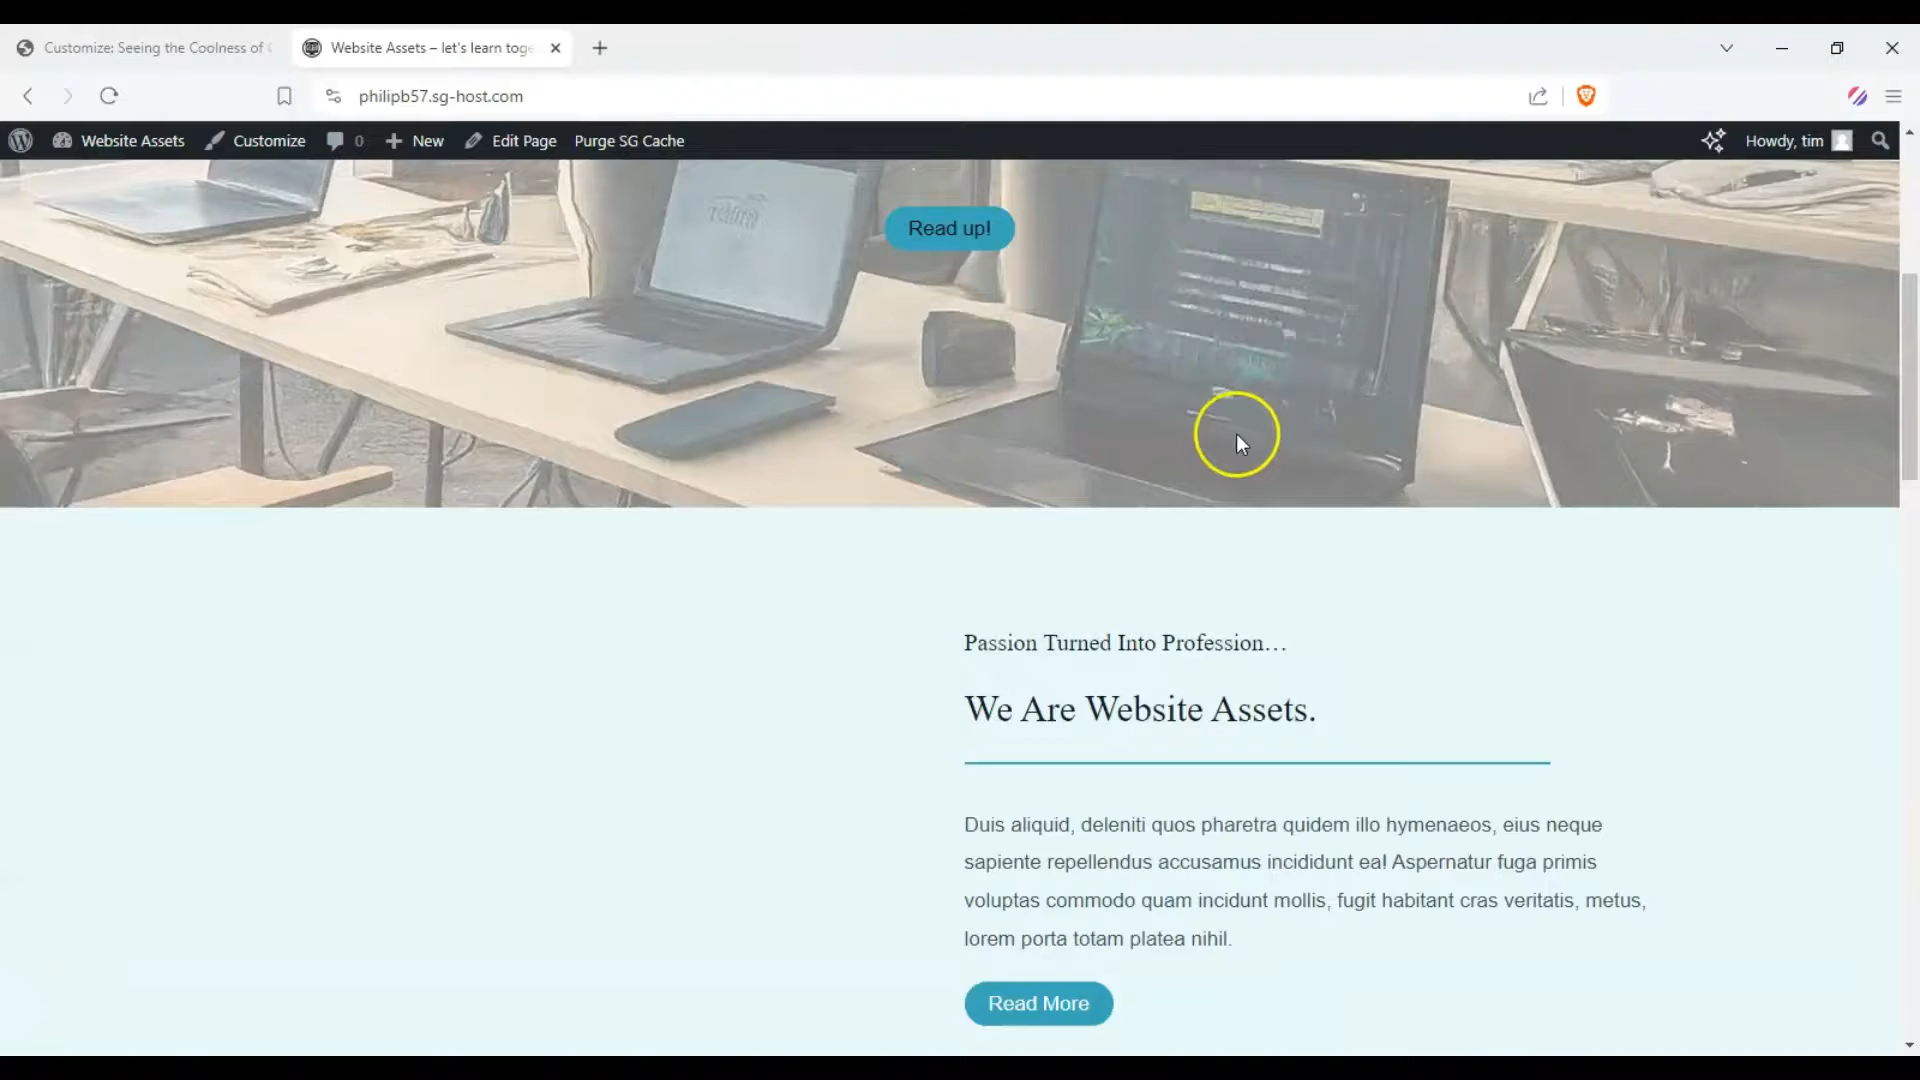 Customize: Seeing the Coolness of
Website Assets – let's learn toge
philipb57.sg-host.com
Website Assets
Customize
0
New
Edit Page
Purge SG Cache
Howdy, tim
Read up!
Passion Turned Into Profession…
We Are Website Assets.
Duis aliquid, deleniti quos pharetra quidem illo hymenaeos, eius neque
sapiente repellendus accusamus incididunt ea! Aspernatur fuga primis
voluptas commodo quam incidunt mollis, fugit habitant cras veritatis, metus,
lorem porta totam platea nihil.
Read More